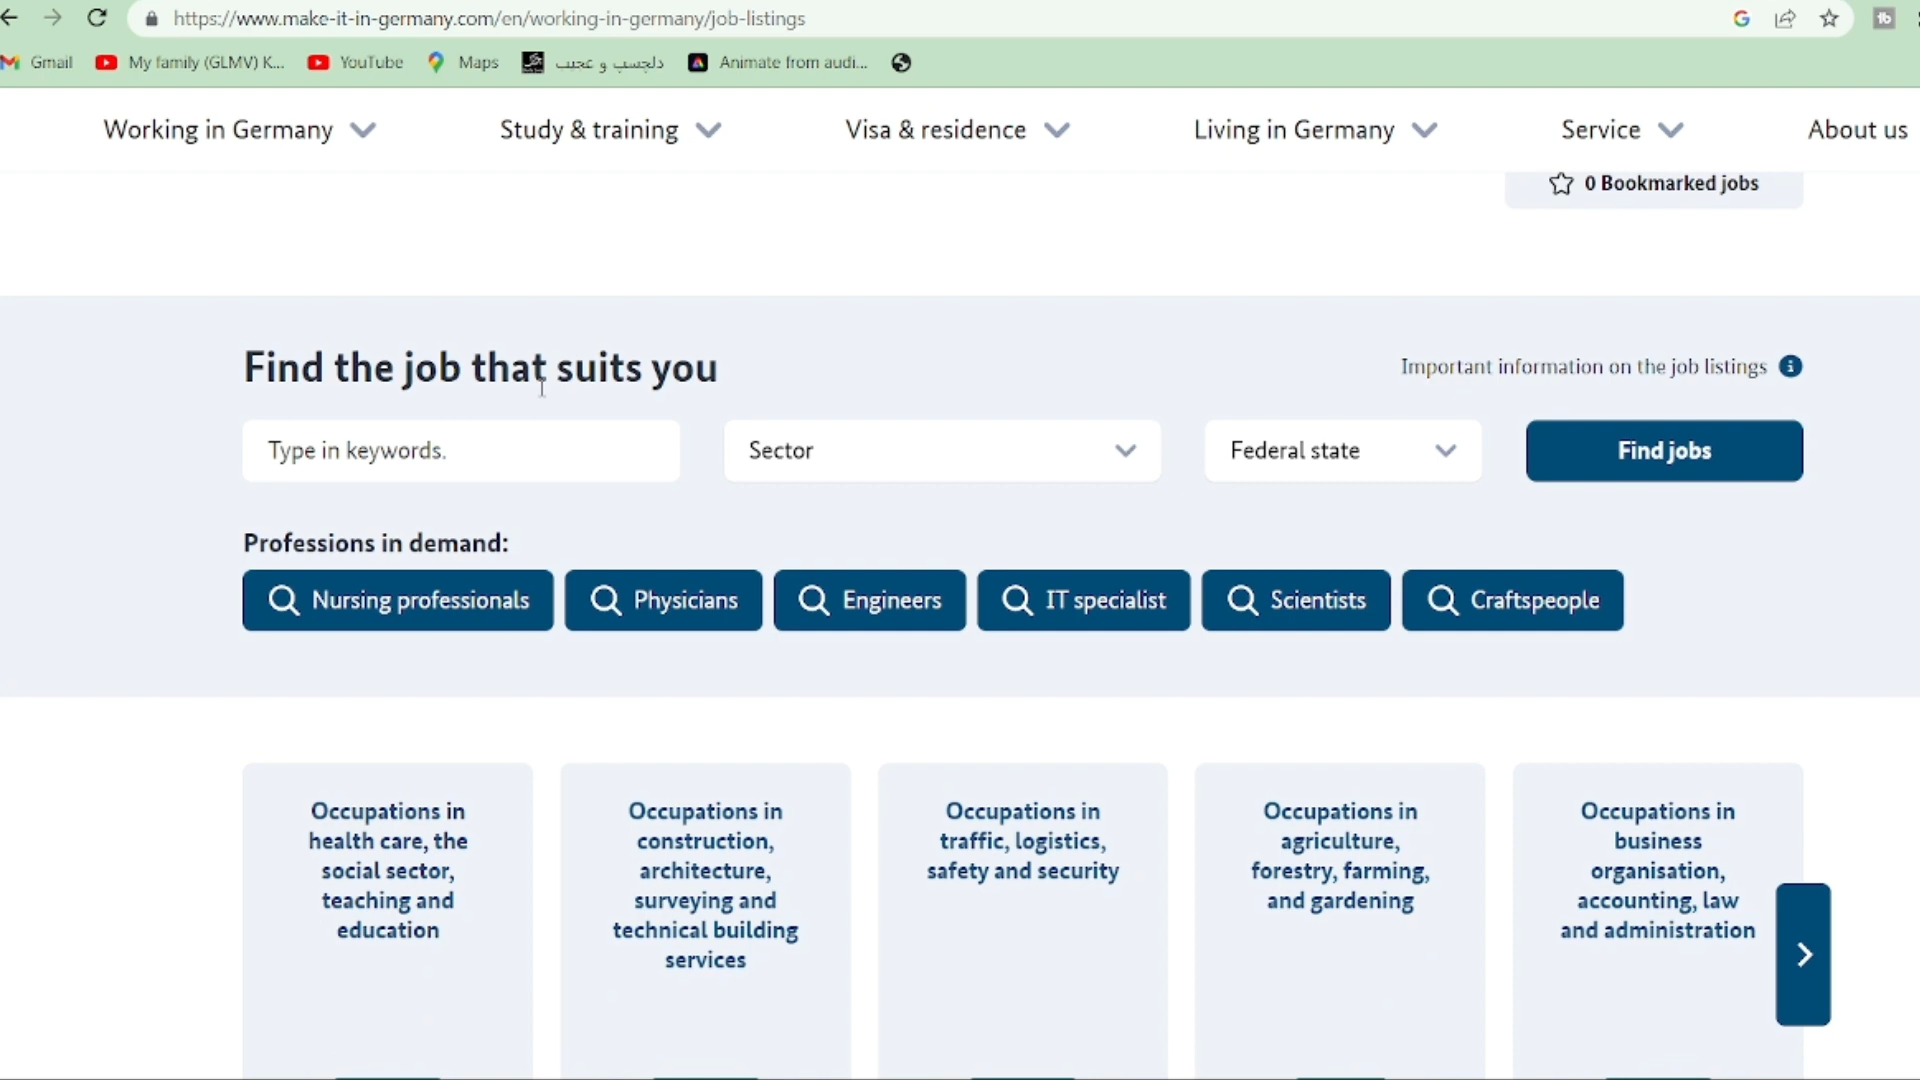 https://www.make-it-in-germany.com/en/working-in-germany/job-listings
Gmail My family (GLMV) K... YouTube Maps دلچسپ و عجیب Animate from audi...
Working in Germany Study & training Visa & residence Living in Germany Service About us
0 Bookmarked jobs
Find the job that suits you
Important information on the job listings
Type in keywords. Sector Federal state Find jobs
Professions in demand:
Nursing professionals Physicians Engineers IT specialist Scientists Craftspeople
Occupations in
health care, the
social sector,
teaching and
education
Occupations in
construction,
architecture,
surveying and
technical building
services
Occupations in
traffic, logistics,
safety and security
Occupations in
agriculture,
forestry, farming,
and gardening
Occupations in
business
organisation,
accounting, law
and administration